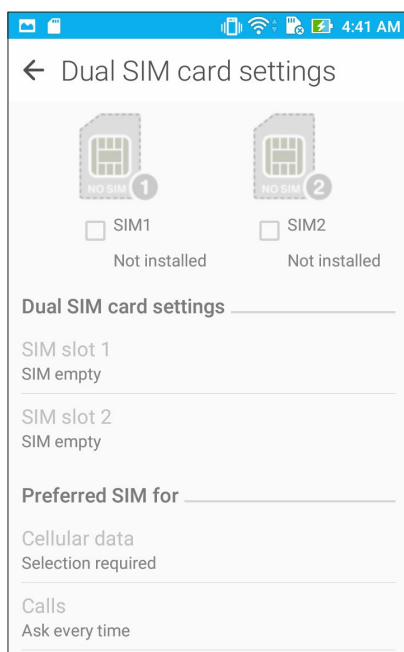 4:41 AM
Dual SIM card settings
NO SIM 1
NO SIM 2
SIM1
Not installed
SIM2
Not installed
Dual SIM card settings
SIM slot 1
SIM empty
SIM slot 2
SIM empty
Preferred SIM for
Cellular data
Selection required
Calls
Ask every time